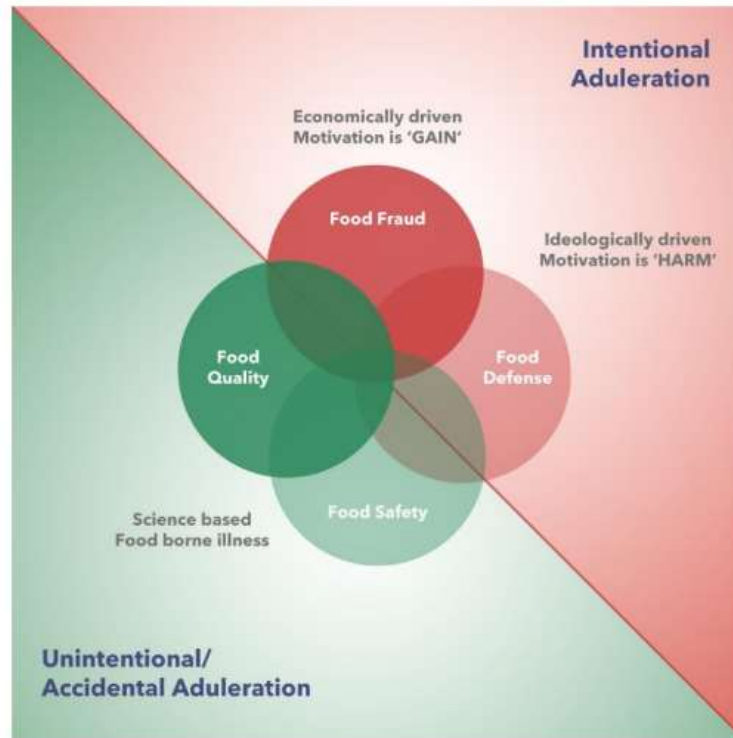 Intentional
Aduleration
Economically driven
Motivation is ‘GAIN’
Food Fraud
Ideologically driven
Motivation is ‘HARM’
Food
Quality
Food
Defense
Food Safety
Science based
Food borne illness
Unintentional/
Accidental Aduleration